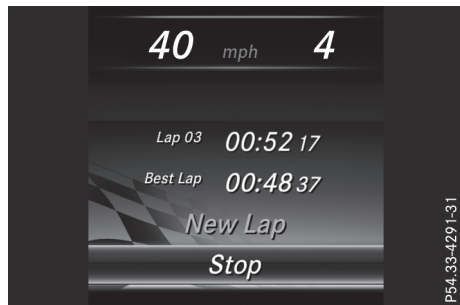 40 mph 4
Lap 03 00:52 17
Best Lap 00:48 37
New Lap
Stop
P54.33-4291-31